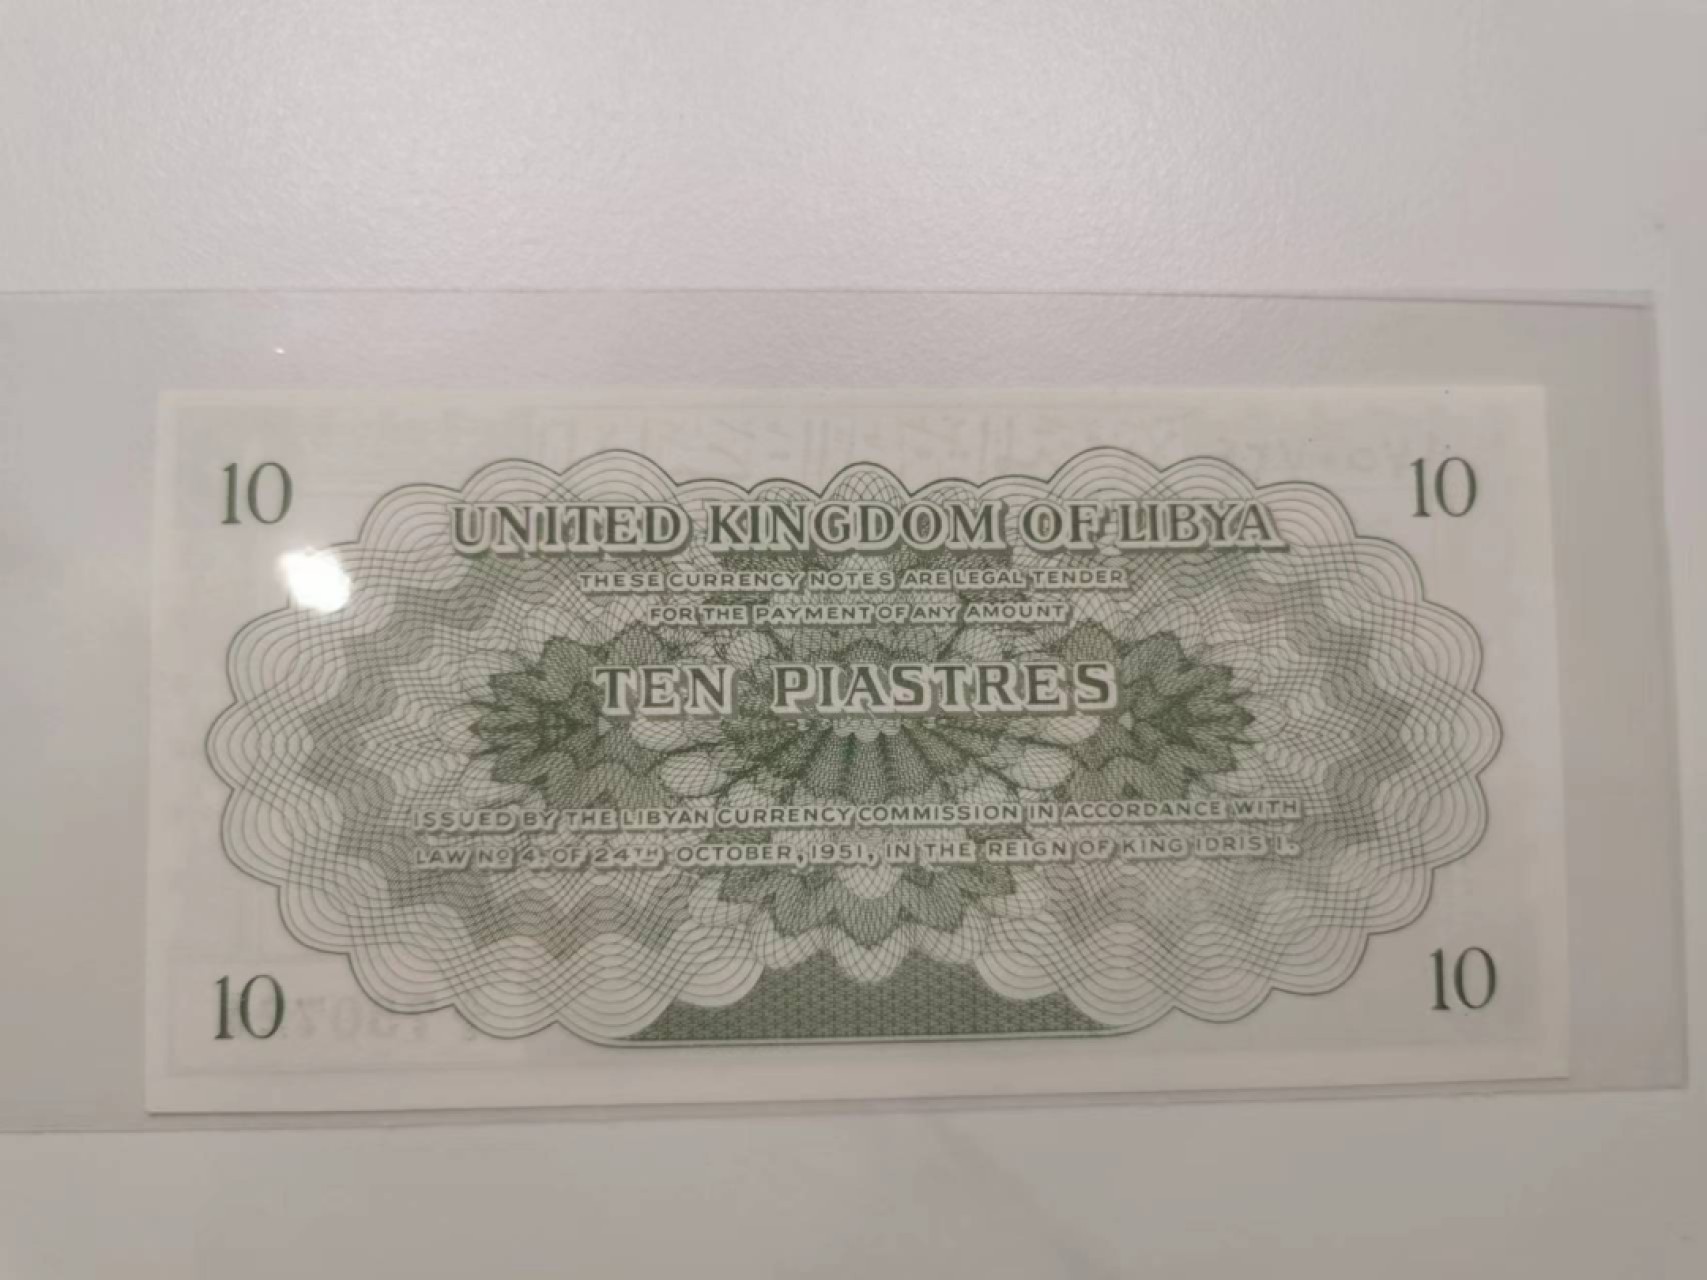 10 10
UNITED KINGDOM OF LIBYA
THESE CURRENCY NOTES ARE LEGAL TENDER
FOR THE PAYMENT OF ANY AMOUNT
TEN PIASTRES
ISSUED BY THE LIBYAN CURRENCY COMMISSION IN ACCORDANCE WITH
LAW Nº 4, OF 24TH OCTOBER, 1951, IN THE REIGN OF KING IDRIS I.
10 10